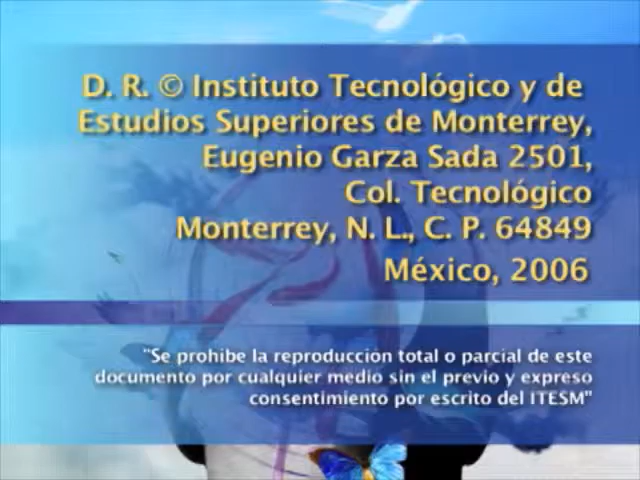 D. R. © Instituto Tecnológico y de
Estudios Superiores de Monterrey,
Eugenio Garza Sada 2501,
Col. Tecnológico
Monterrey, N. L., C. P. 64849
México, 2006
"Se prohibe la reproducción total o parcial de este
documento por cualquier medio sin el previo y expreso
consentimiento por escrito del ITESM"